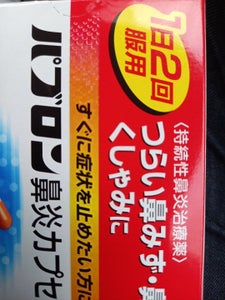 1日2回
服用
〈持続性鼻炎治療薬〉
つらい鼻みず・鼻
くしゃみに
すぐに症状を止めたい方に
パブロン鼻炎カプセ